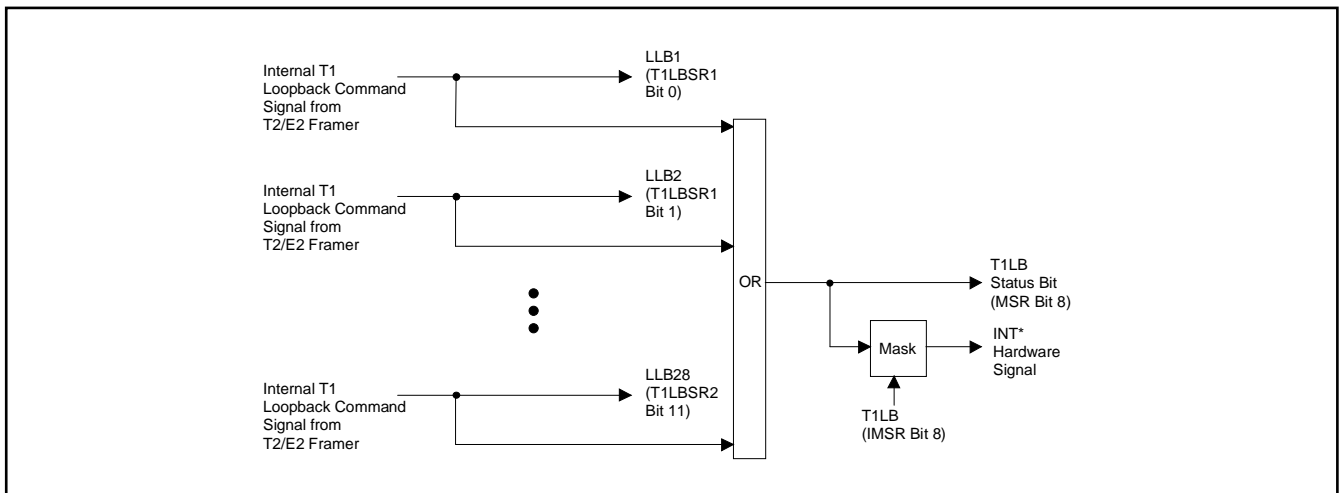 Internal T1
Loopback Command
Signal from
T2/E2 Framer
LLB1
(T1LBSR1
Bit 0)
Internal T1
Loopback Command
Signal from
T2/E2 Framer
LLB2
(T1LBSR1
Bit 1)
OR
T1LB
Status Bit
(MSR Bit 8)
Mask
INT*
Hardware
Signal
T1LB
(IMSR Bit 8)
Internal T1
Loopback Command
Signal from
T2/E2 Framer
LLB28
(T1LBSR2
Bit 11)